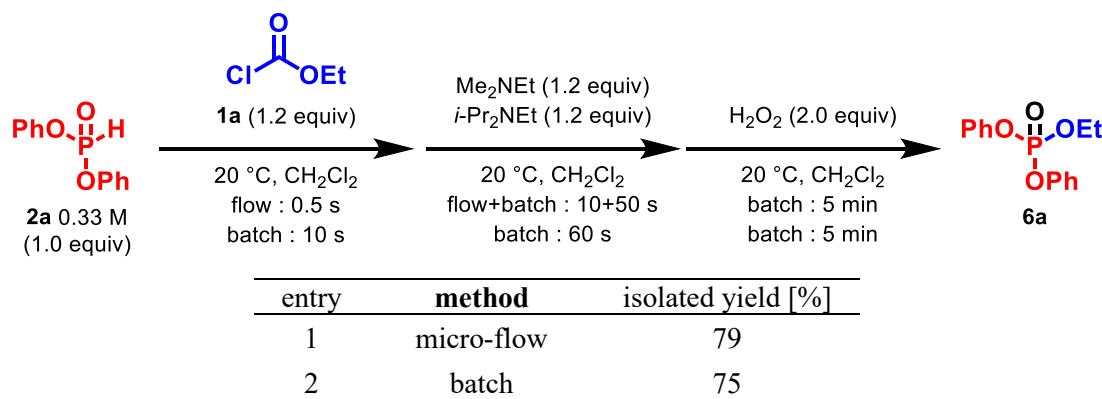 O
Cl OEt
1a (1.2 equiv)
Me₂NEt (1.2 equiv)
i-Pr₂NEt (1.2 equiv)
H₂O₂ (2.0 equiv)
O
PhO P H
OPh
2a 0.33 M
(1.0 equiv)
20 °C, CH₂Cl₂
flow : 0.5 s
batch : 10 s
20 °C, CH₂Cl₂
flow+batch : 10+50 s
batch : 60 s
20 °C, CH₂Cl₂
batch : 5 min
batch : 5 min
O
PhO P OEt
OPh
6a
entry method isolated yield [%]
1 micro-flow 79
2 batch 75